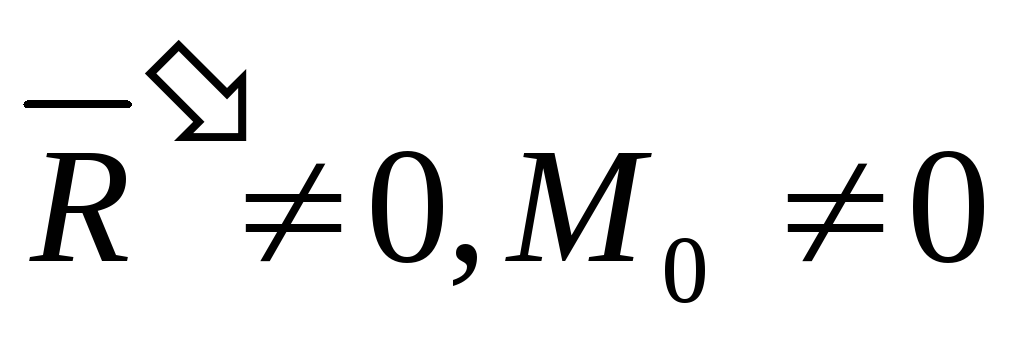 R̅ ⇘ ≠ 0, M₀ ≠ 0